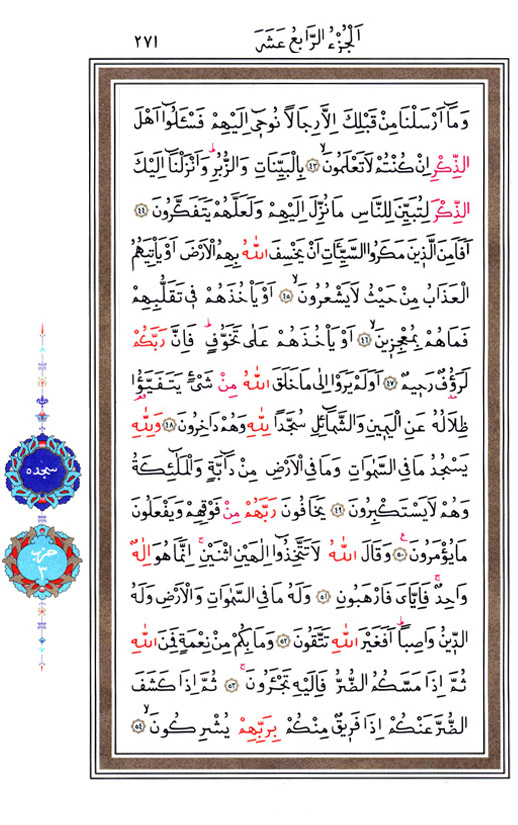 اَلْجُزْءُ الرَّابِعُ عَشَرَ
٢٧١
وَمَٓا اَرْسَلْنَا مِنْ قَبْلِكَ اِلَّا رِجَالًا نُوحٖٓى اِلَيْهِمْ فَسْـَٔلُٓوا اَهْلَ
الذِّكْرِ اِنْ كُنْتُمْ لَا تَعْلَمُونَۙ ﴿٤٣﴾ بِالْبَيِّنَاتِ وَالزُّبُرِؕ وَاَنْزَلْنَٓا اِلَيْكَ
الذِّكْرَ لِتُبَيِّنَ لِلنَّاسِ مَا نُزِّلَ اِلَيْهِمْ وَلَعَلَّهُمْ يَتَفَكَّرُونَ ﴿٤٤﴾
اَفَاَمِنَ الَّذٖينَ مَكَرُوا السَّيِّـَٔاتِ اَنْ يَخْسِفَ اللّٰهُ بِهِمُ الْاَرْضَ اَوْ يَاْتِيَهُمُ
الْعَذَابُ مِنْ حَيْثُ لَا يَشْعُرُونَۙ ﴿٤٥﴾ اَوْ يَاْخُذَهُمْ فٖى تَقَلُّبِهِمْ
فَمَا هُمْ بِمُعْجِزٖينَۙ ﴿٤٦﴾ اَوْ يَاْخُذَهُمْ عَلٰى تَخَوُّفٍؕ فَاِنَّ رَبَّكُمْ
لَرَؤُفٌ رَحٖيمٌ ﴿٤٧﴾ اَوَلَمْ يَرَوْا اِلٰى مَا خَلَقَ اللّٰهُ مِنْ شَىْءٍ يَتَفَيَّؤُ۬ا
ظِلَالُهُ عَنِ الْيَمٖينِ وَالشَّمَٓائِلِ سُجَّدًا لِلّٰهِ وَهُمْ دَاخِرُونَ ﴿٤٨﴾ وَلِلّٰهِ
يَسْجُدُ مَا فِى السَّمٰوَاتِ وَمَا فِى الْاَرْضِ مِنْ دَٓابَّةٍ وَالْمَلٰٓئِكَةُ
وَهُمْ لَا يَسْتَكْبِرُونَ ﴿٤٩﴾ يَخَافُونَ رَبَّهُمْ مِنْ فَوْقِهِمْ وَيَفْعَلُونَ
مَا يُؤْمَرُونَ ﴿٥٠﴾ وَقَالَ اللّٰهُ لَا تَتَّخِذُٓوا اِلٰهَيْنِ اثْنَيْنِۚ اِنَّمَا هُوَ اِلٰهٌ
وَاحِدٌۚ فَاِيَّاىَ فَارْهَبُونِ ﴿٥١﴾ وَلَهُ مَا فِى السَّمٰوَاتِ وَالْاَرْضِ وَلَهُ
الدّٖينُ وَاصِبًاؕ اَفَغَيْرَ اللّٰهِ تَتَّقُونَ ﴿٥٢﴾ وَمَا بِكُمْ مِنْ نِعْمَةٍ فَمِنَ اللّٰهِ
ثُمَّ اِذَا مَسَّكُمُ الضُّرُّ فَاِلَيْهِ تَجْـَٔرُونَۚ ﴿٥٣﴾ ثُمَّ اِذَا كَشَفَ
الضُّرَّ عَنْكُمْ اِذَا فَرٖيقٌ مِنْكُمْ بِرَبِّهِمْ يُشْرِكُونَۙ ﴿٥٤﴾
سجده
حزب
٣